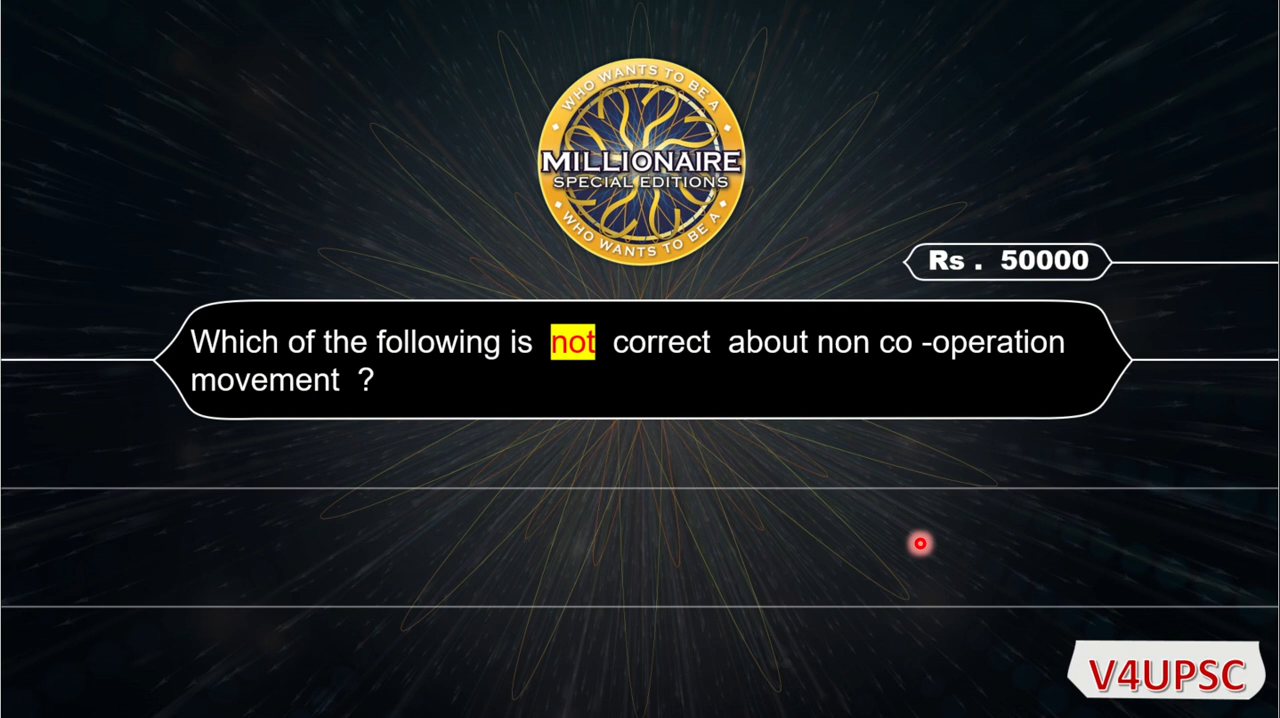 WHO WANTS TO BE A
MILLIONAIRE
SPECIAL EDITIONS
WHO WANTS TO BE A
Rs . 50000
Which of the following is not correct about non co -operation
movement ?
V4UPSC